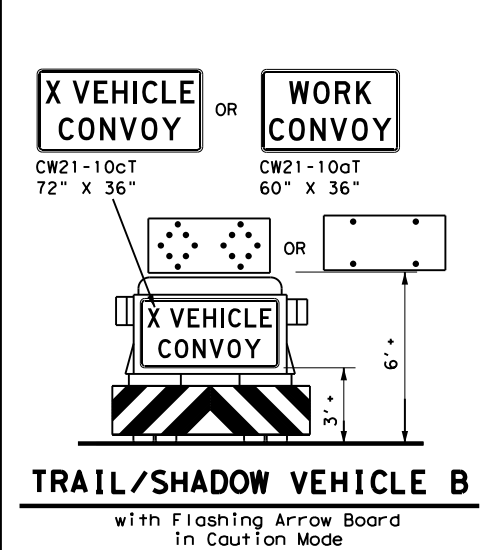 X VEHICLE
CONVOY
OR
WORK
CONVOY
CW21-10cT
72" X 36"
CW21-10aT
60" X 36"
OR
X VEHICLE
CONVOY
3' +
6' +
TRAIL/SHADOW VEHICLE B
with Flashing Arrow Board
in Caution Mode